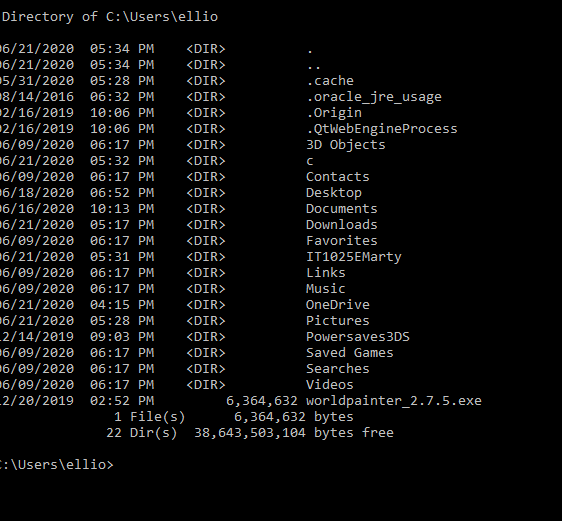 Directory of C:\Users\ellio
06/21/2020  05:34 PM    <DIR>          .
06/21/2020  05:34 PM    <DIR>          ..
05/31/2020  05:28 PM    <DIR>          .cache
08/14/2016  06:32 PM    <DIR>          .oracle_jre_usage
02/16/2019  10:06 PM    <DIR>          .Origin
02/16/2019  10:06 PM    <DIR>          .QtWebEngineProcess
06/09/2020  06:17 PM    <DIR>          3D Objects
06/21/2020  05:32 PM    <DIR>          c
06/09/2020  06:17 PM    <DIR>          Contacts
06/18/2020  06:52 PM    <DIR>          Desktop
06/16/2020  10:13 PM    <DIR>          Documents
06/21/2020  05:17 PM    <DIR>          Downloads
06/09/2020  06:17 PM    <DIR>          Favorites
06/21/2020  05:31 PM    <DIR>          IT1025EMarty
06/09/2020  06:17 PM    <DIR>          Links
06/09/2020  06:17 PM    <DIR>          Music
06/21/2020  04:15 PM    <DIR>          OneDrive
06/21/2020  05:28 PM    <DIR>          Pictures
12/14/2019  09:03 PM    <DIR>          Powersaves3DS
06/09/2020  06:17 PM    <DIR>          Saved Games
06/09/2020  06:17 PM    <DIR>          Searches
06/09/2020  06:17 PM    <DIR>          Videos
12/20/2019  02:52 PM         6,364,632 worldpainter_2.7.5.exe
1 File(s)      6,364,632 bytes
22 Dir(s)  38,643,503,104 bytes free
C:\Users\ellio>